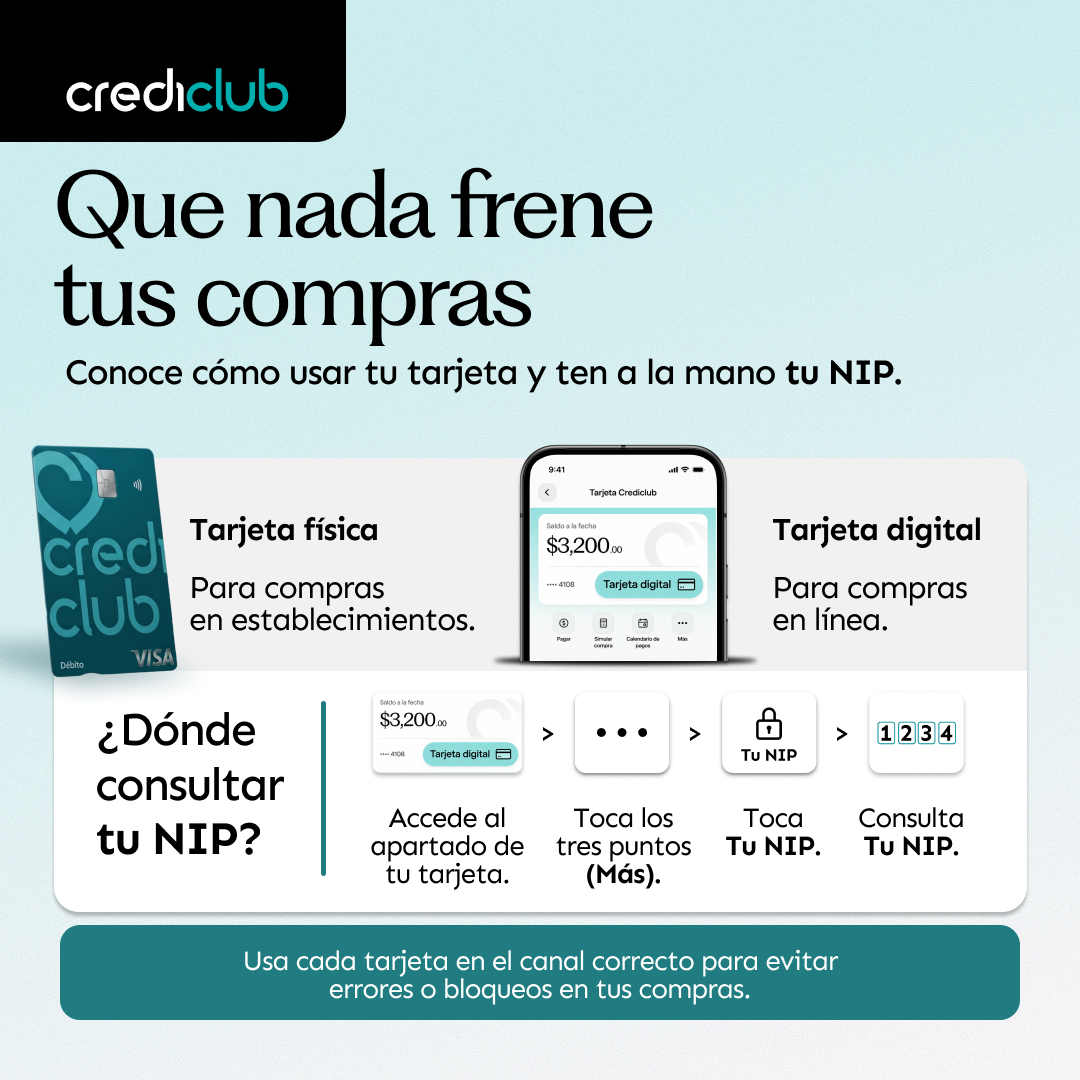 crediclub
Que nada frene
tus compras
Conoce cómo usar tu tarjeta y ten a la mano tu NIP.
credi
club
Débito
VISA
Tarjeta física
Para compras
en establecimientos.
9:41
Tarjeta Crediclub
Saldo a la fecha
$3,200.00
•••• 4108
Tarjeta digital
Pagar
Simular
compra
Calendario de
pagos
Más
Tarjeta digital
Para compras
en línea.
¿Dónde
consultar
tu NIP?
Saldo a la fecha
$3,200.00
•••• 4108
Tarjeta digital
>
•••
>
Tu NIP
>
1234
Accede al
apartado de
tu tarjeta.
Toca los
tres puntos
(Más).
Toca
Tu NIP.
Consulta
Tu NIP.
Usa cada tarjeta en el canal correcto para evitar
errores o bloqueos en tus compras.